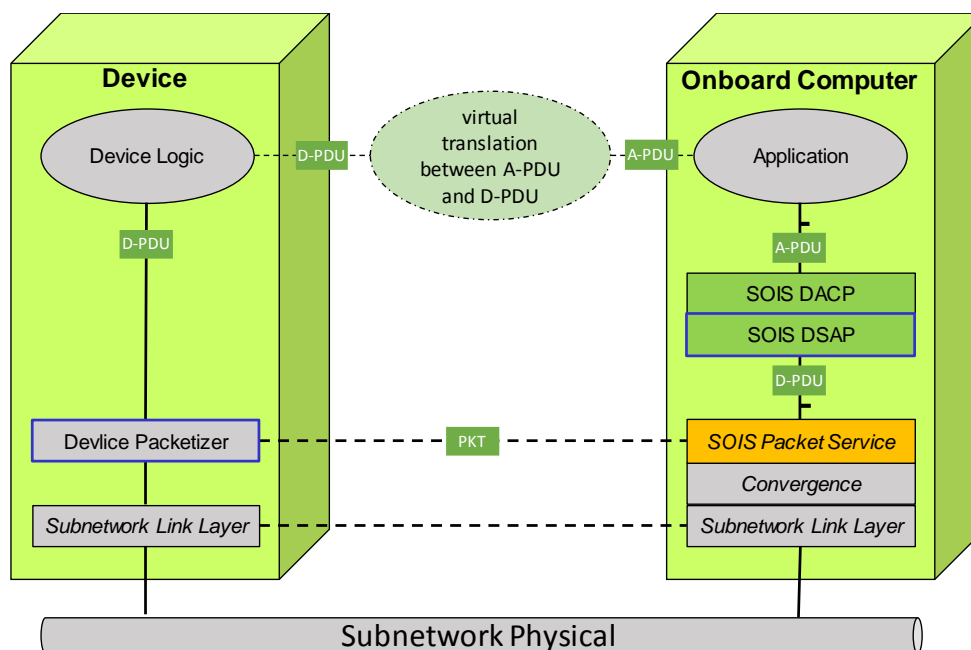 Device
Onboard Computer
Device Logic
D-PDU
virtual
translation
between A-PDU
and D-PDU
A-PDU
Application
D-PDU
A-PDU
SOIS DACP
SOIS DSAP
D-PDU
Devlice Packetizer
PKT
SOIS Packet Service
Convergence
Subnetwork Link Layer
Subnetwork Link Layer
Subnetwork Physical